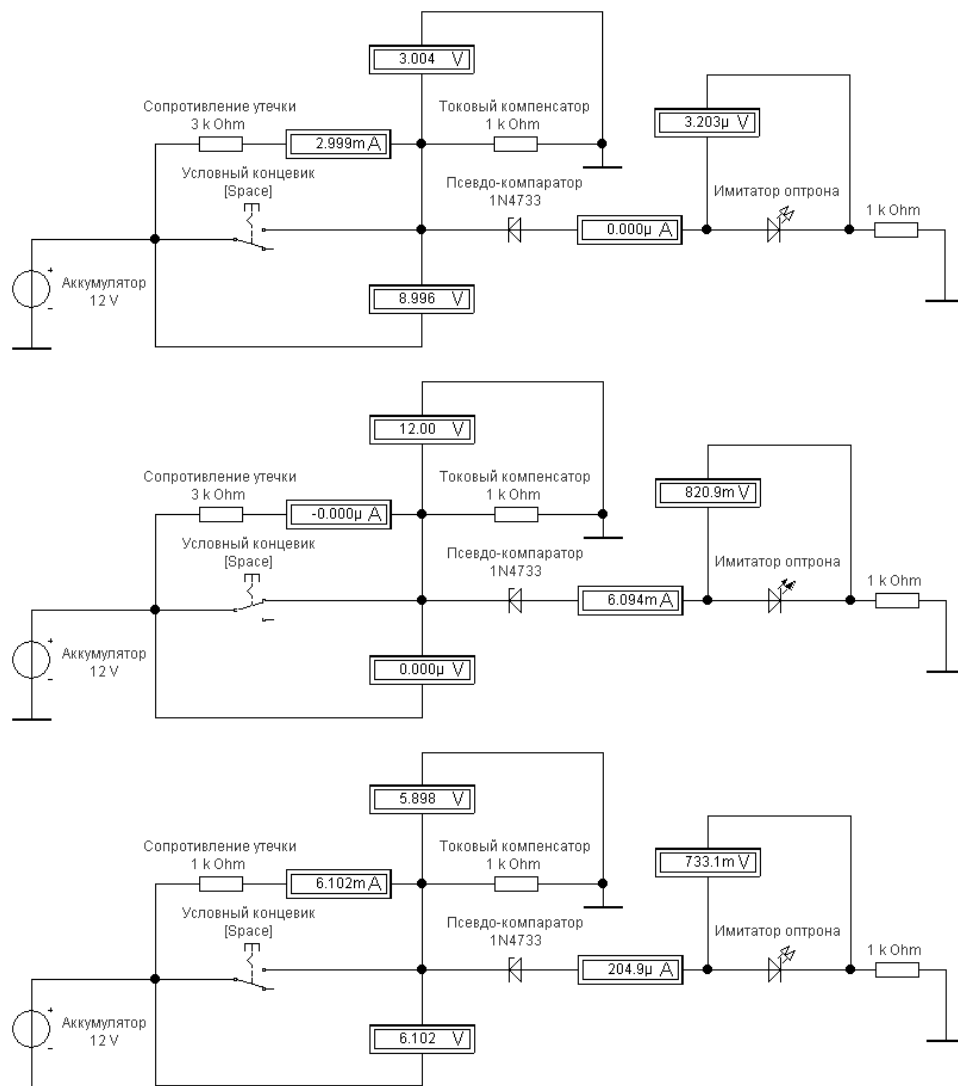 3.004 V
Сопротивление утечки
3 k Ohm
2.999m A
Токовый компенсатор
1 k Ohm
3.203µ V
Условный концевик
[Space]
Псевдо-компаратор
1N4733
0.000µ A
Имитатор оптрона
1 k Ohm
+
Аккумулятор
12 V
-
8.996 V
12.00 V
Сопротивление утечки
3 k Ohm
-0.000µ A
Токовый компенсатор
1 k Ohm
820.9m V
Условный концевик
[Space]
Псевдо-компаратор
1N4733
6.094m A
Имитатор оптрона
1 k Ohm
+
Аккумулятор
12 V
-
0.000µ V
5.898 V
Сопротивление утечки
1 k Ohm
6.102m A
Токовый компенсатор
1 k Ohm
733.1m V
Условный концевик
[Space]
Псевдо-компаратор
1N4733
204.9µ A
Имитатор оптрона
1 k Ohm
+
Аккумулятор
12 V
-
6.102 V